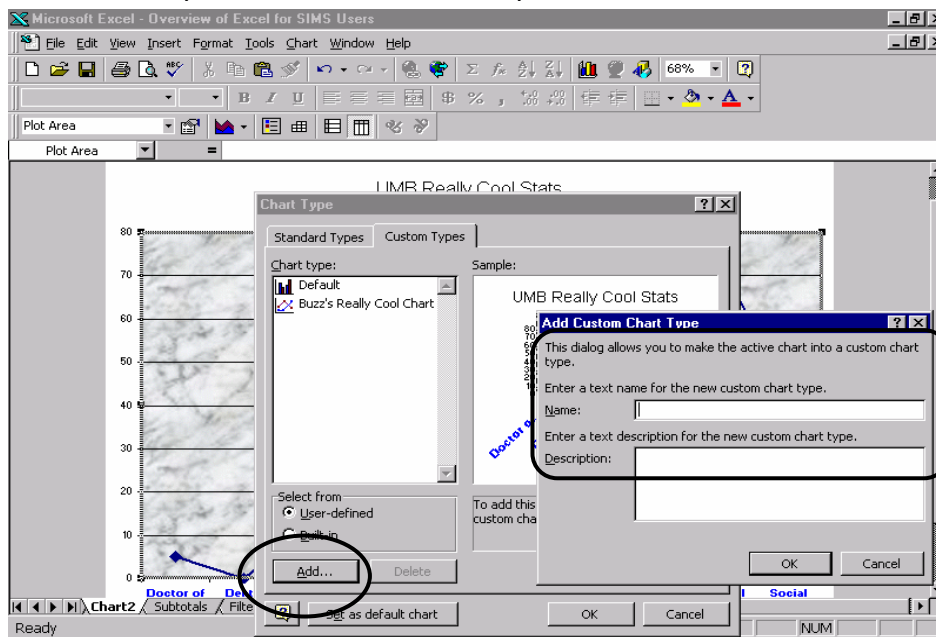 Microsoft Excel - Overview of Excel for SIMS Users
File Edit View Insert Format Tools Chart Window Help
68%
B I U $ % ,
Plot Area
Plot Area =
UMB Really Cool Stats
Chart Type
Standard Types Custom Types
Chart type:
Default
Buzz's Really Cool Chart
Sample:
UMB Really Cool Stats
Doctor o
Select from
User-defined
Built-in
To add this
custom cha
Add... Delete
Set as default chart OK Cancel
Add Custom Chart Type
This dialog allows you to make the active chart into a custom chart
type.
Enter a text name for the new custom chart type.
Name:
Enter a text description for the new custom chart type.
Description:
OK Cancel
80
70
60
50
40
30
20
10
0
Doctor of Dent Social
Chart2 Subtotals Filte
Ready NUM